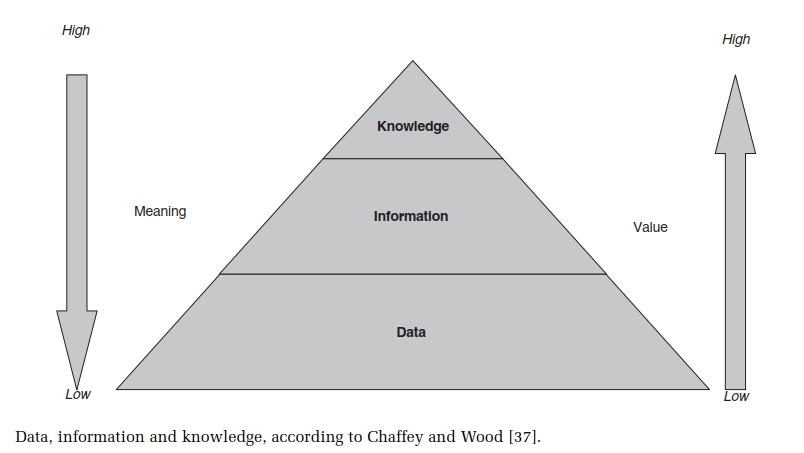 High
High
Knowledge
Meaning
Information
Value
Data
Low
Low
Data, information and knowledge, according to Chaffey and Wood [37].